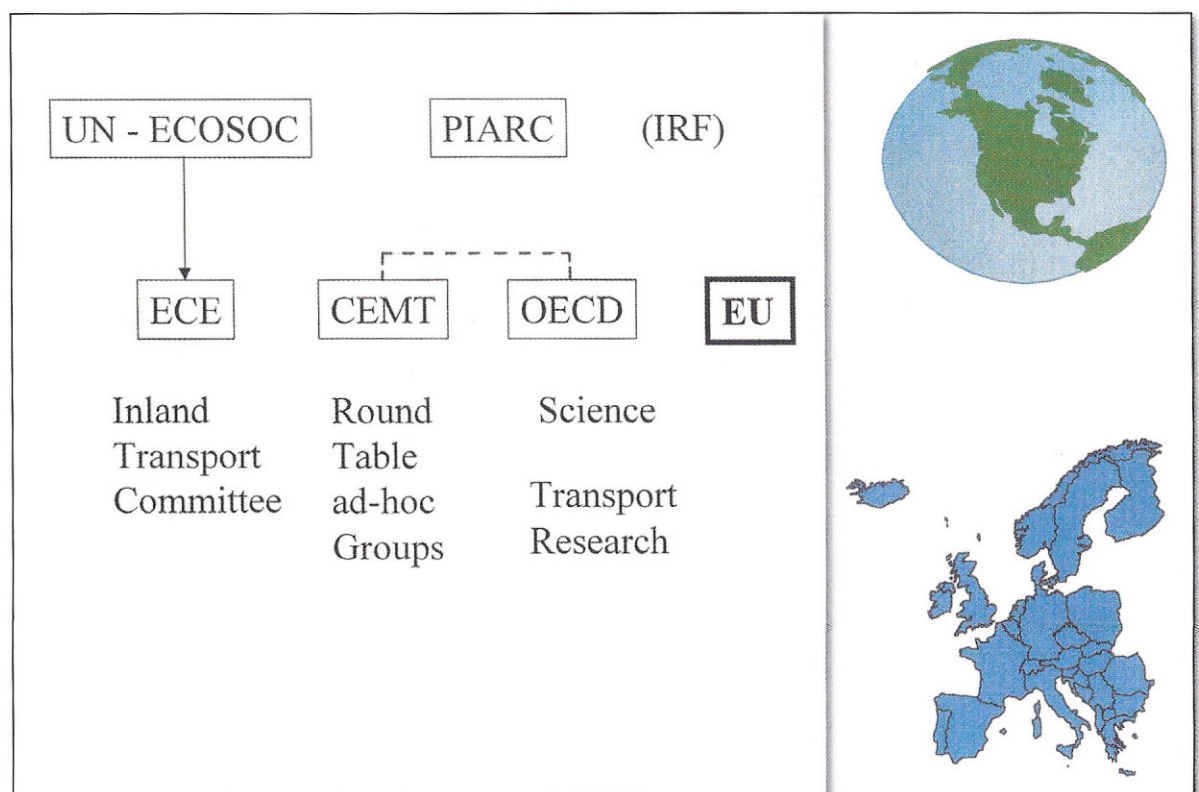 UN - ECOSOC
PIARC
(IRF)
ECE
CEMT
OECD
EU
Inland
Transport
Committee
Round
Table
ad-hoc
Groups
Science
Transport
Research